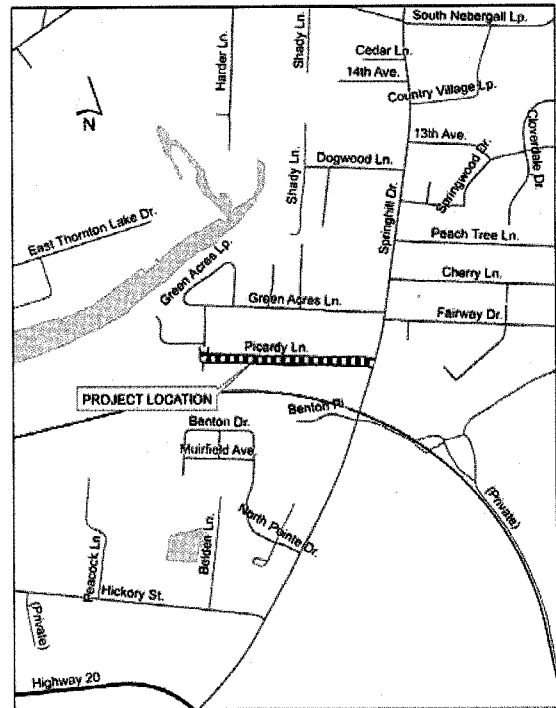 South Nebergall Lp.
Harder Ln.
Shady Ln.
Cedar Ln.
14th Ave.
Country Village Lp.
N
13th Ave.
Cloverdale Dr.
Springwood Dr.
Dogwood Ln.
Shady Ln.
Springhill Dr.
East Thornton Lake Dr.
Peach Tree Ln.
Green Acres Lp.
Cherry Ln.
Green Acres Ln.
Fairway Dr.
Picardy Ln.
PROJECT LOCATION
Benton Pl.
Benton Dr.
Muirfield Ave.
(Private)
North Pointe Dr.
Peacock Ln.
Belden Ln.
Hickory St.
(Private)
Highway 20